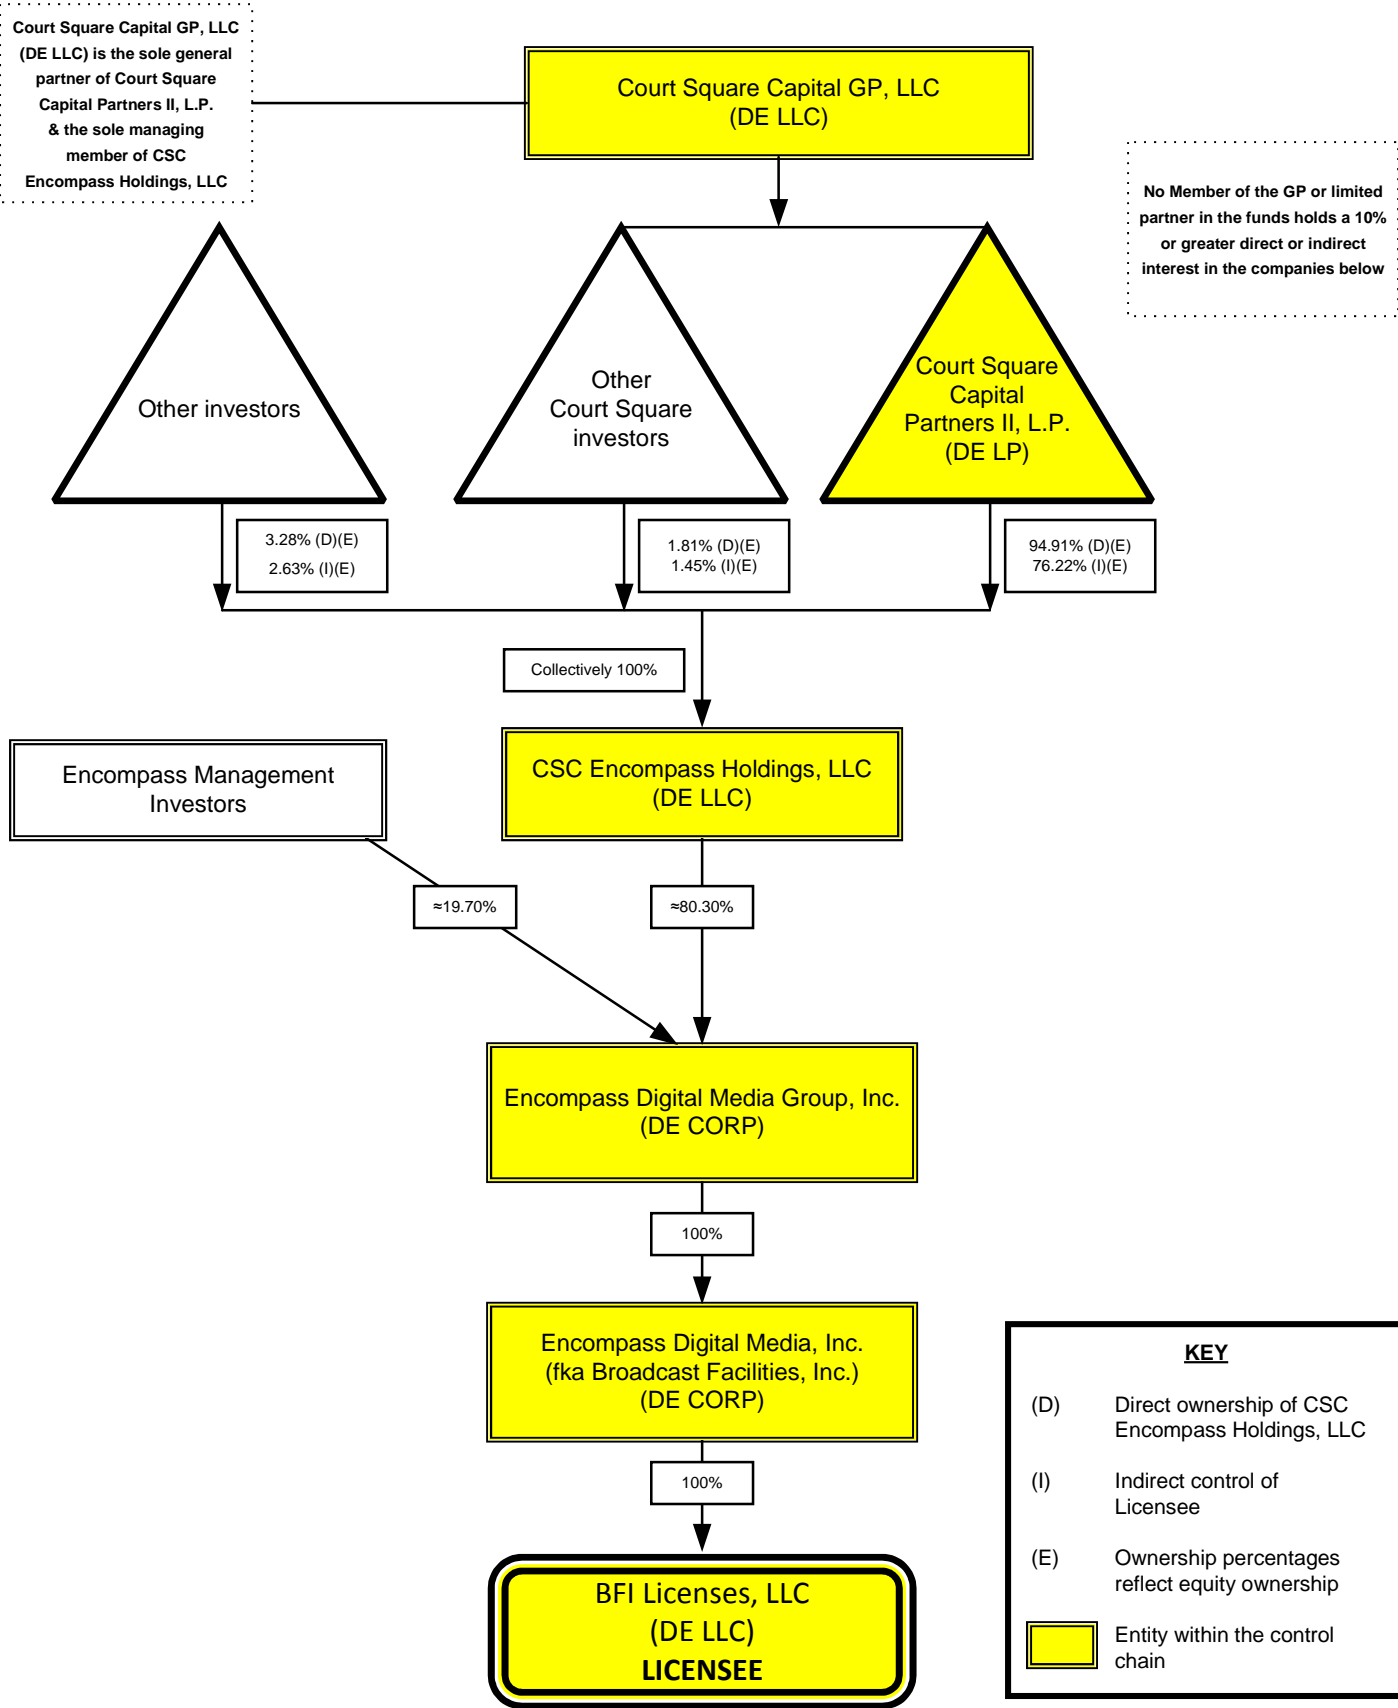 Court Square Capital GP, LLC
(DE LLC) is the sole general
partner of Court Square
Capital Partners II, L.P.
& the sole managing
member of CSC
Encompass Holdings, LLC
Court Square Capital GP, LLC
(DE LLC)
No Member of the GP or limited
partner in the funds holds a 10%
or greater direct or indirect
interest in the companies below
Other investors
Other
Court Square
investors
Court Square
Capital
Partners II, L.P.
(DE LP)
3.28% (D)(E)
2.63% (I)(E)
1.81% (D)(E)
1.45% (I)(E)
94.91% (D)(E)
76.22% (I)(E)
Collectively 100%
Encompass Management
Investors
CSC Encompass Holdings, LLC
(DE LLC)
≈19.70%
≈80.30%
Encompass Digital Media Group, Inc.
(DE CORP)
100%
Encompass Digital Media, Inc.
(fka Broadcast Facilities, Inc.)
(DE CORP)
100%
BFI Licenses, LLC
(DE LLC)
LICENSEE
KEY
(D) Direct ownership of CSC
Encompass Holdings, LLC
(I) Indirect control of
Licensee
(E) Ownership percentages
reflect equity ownership
Entity within the control
chain